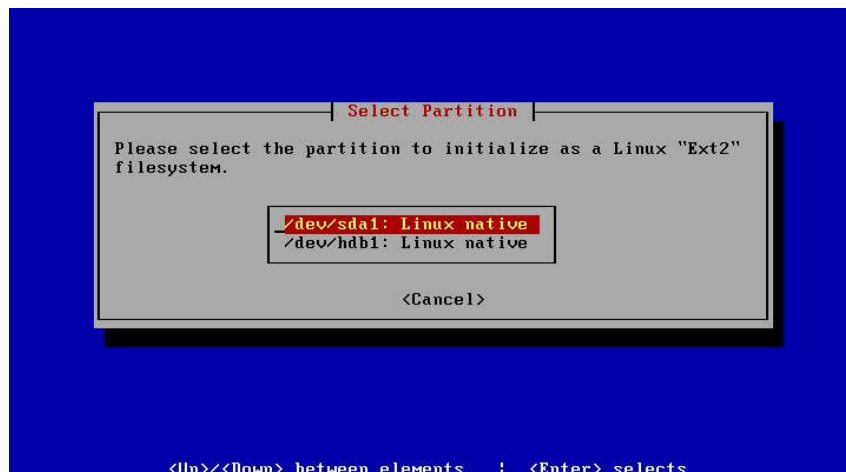 Select Partition
Please select the partition to initialize as a Linux "Ext2"
filesystem.
/dev/sda1: Linux native
/dev/hdb1: Linux native
<Cancel>
<Up>/<Down> between elements | <Enter> selects